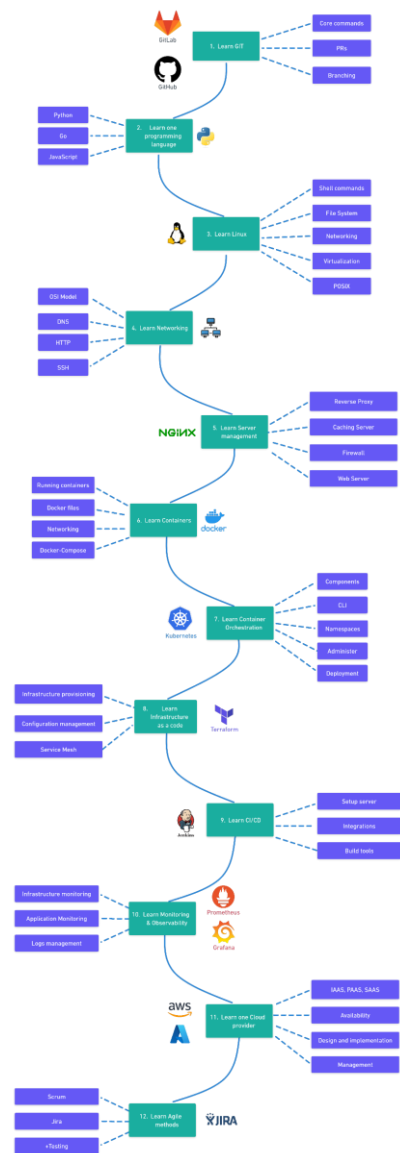 GitLab
GitHub
1. Learn GIT
Core commands
PRs
Branching
Python
Go
JavaScript
2. Learn one
programming
language
3. Learn Linux
Shell commands
File System
Networking
Virtualization
POSIX
OSI Model
DNS
HTTP
SSH
4. Learn Networking
NGINX
5. Learn Server
management
Reverse Proxy
Caching Server
Firewall
Web Server
Running containers
Docker files
Networking
Docker-Compose
6. Learn Containers
docker
Kubernetes
7. Learn Container
Orchestration
Components
CLI
Namespaces
Administer
Deployment
Infrastructure provisioning
Configuration management
Service Mesh
8. Learn
Infrastructure
as a code
Terraform
9. Learn CI/CD
Setup server
Integrations
Build tools
Infrastructure monitoring
Application Monitoring
Logs management
10. Learn Monitoring
& Observability
Prometheus
Grafana
aws
11. Learn one Cloud
provider
IAAS, PAAS, SAAS
Availability
Design and implementation
Management
Scrum
Jira
+Testing
12. Learn Agile
methods
JIRA